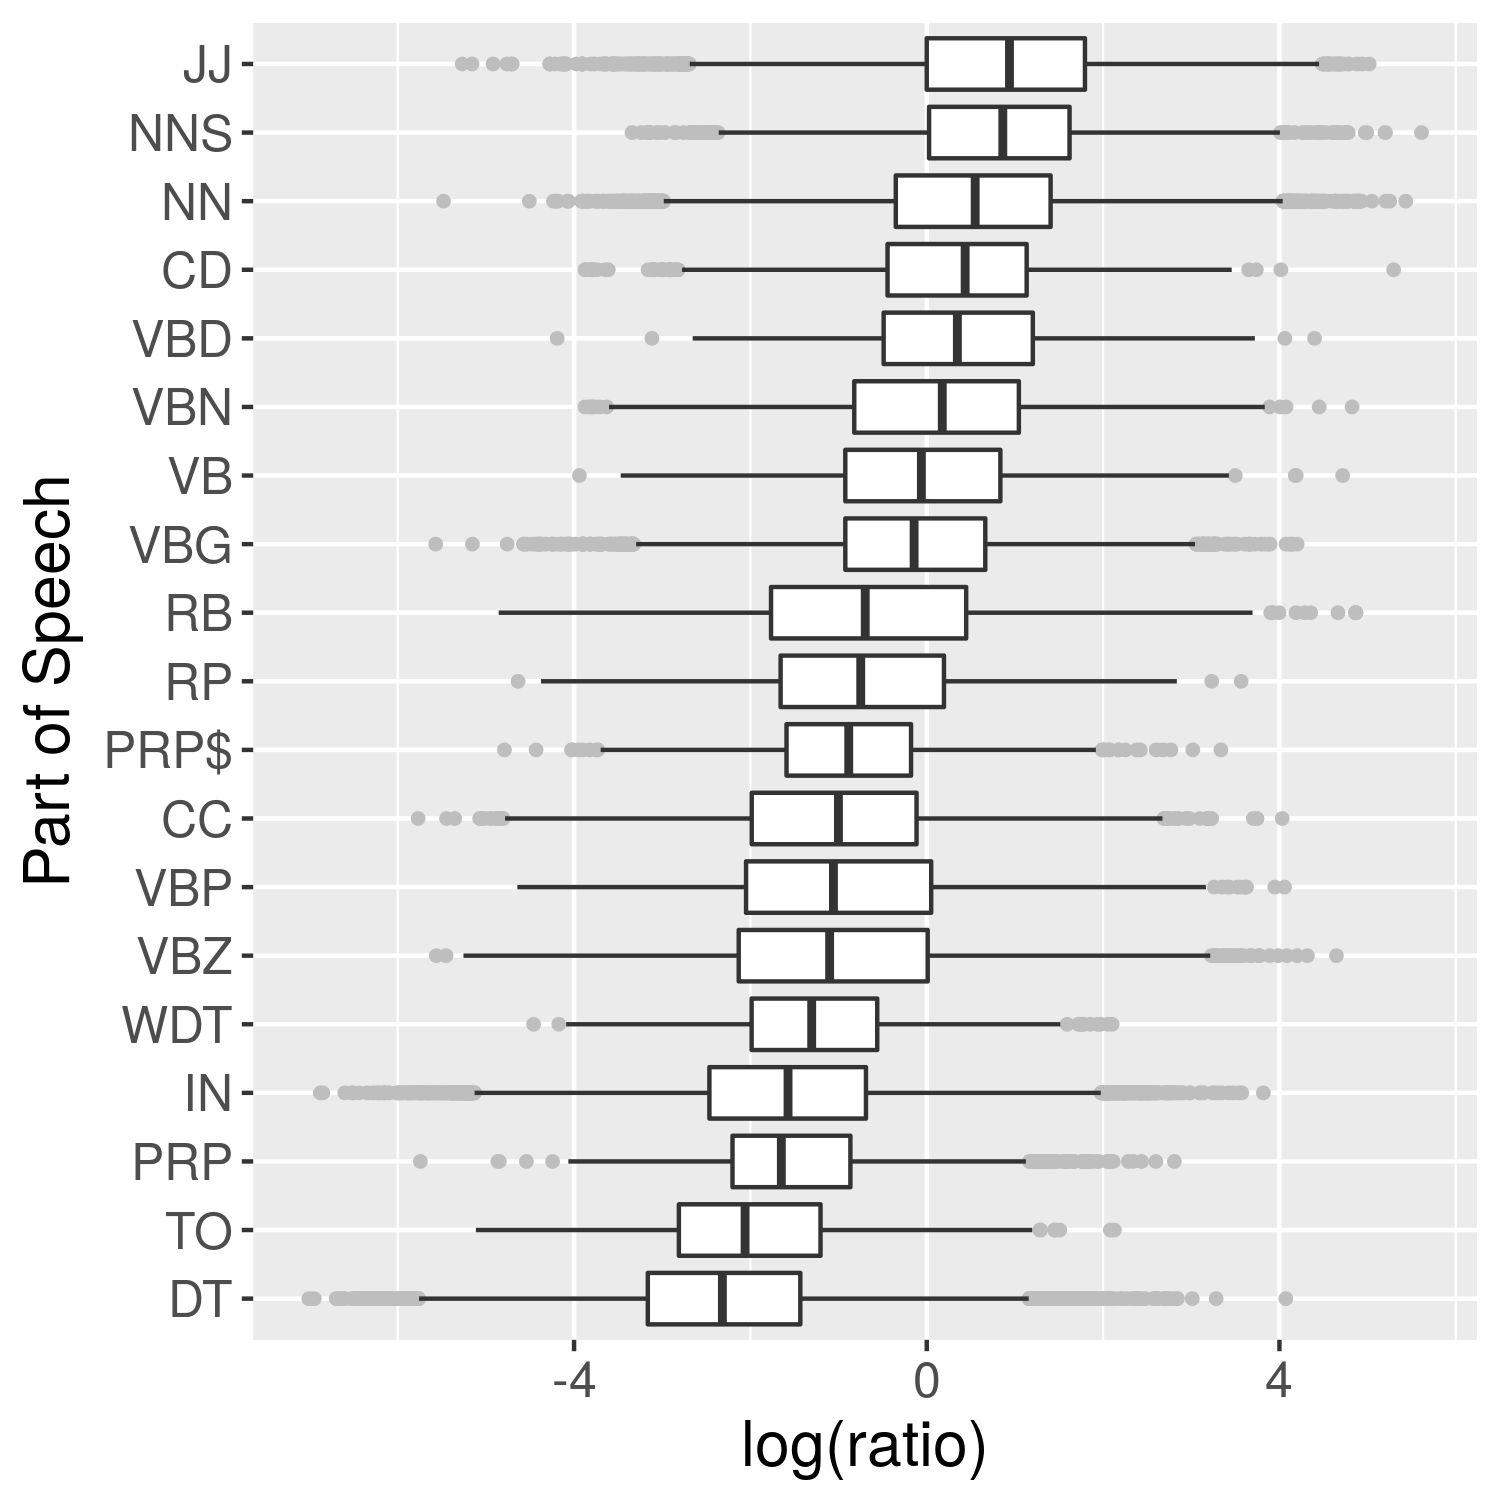 Part of Speech
JJ
NNS
NN
CD
VBD
VBN
VB
VBG
RB
RP
PRP$
CC
VBP
VBZ
WDT
IN
PRP
TO
DT
-4 0 4
log(ratio)